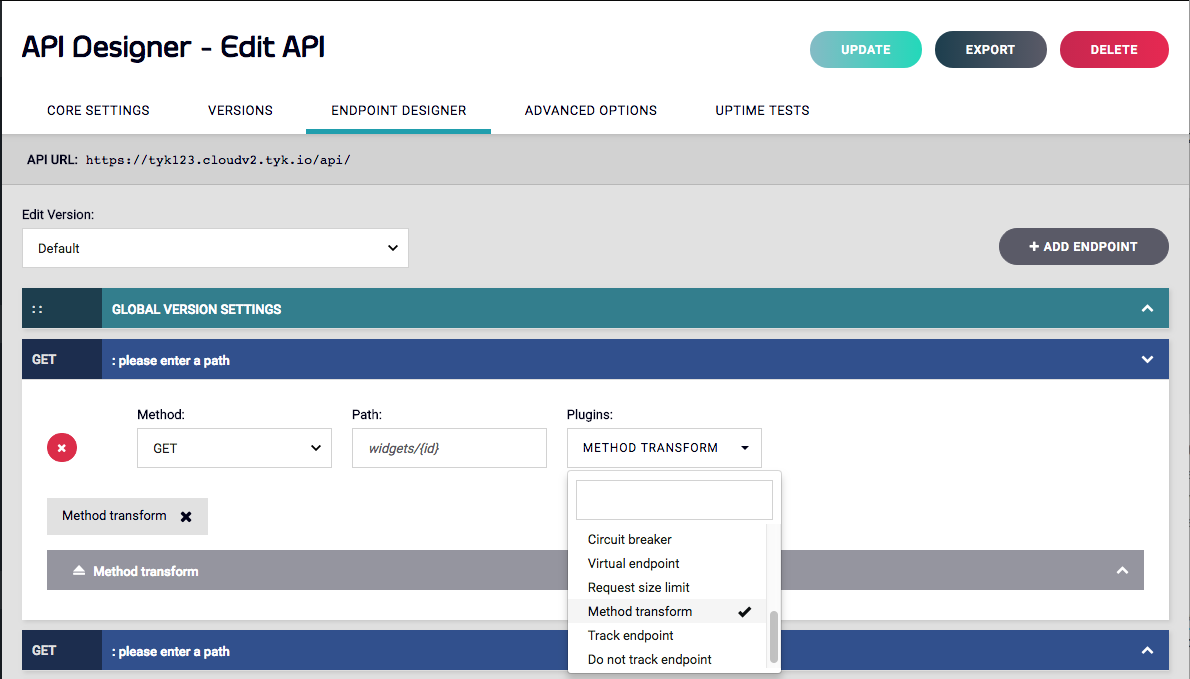 API Designer - Edit API
UPDATE
EXPORT
DELETE
CORE SETTINGS
VERSIONS
ENDPOINT DESIGNER
ADVANCED OPTIONS
UPTIME TESTS
API URL: https://tyk123.cloudv2.tyk.io/api/
Edit Version:
Default
+ ADD ENDPOINT
:: GLOBAL VERSION SETTINGS
GET : please enter a path
Method:
Path:
Plugins:
GET
widgets/{id}
METHOD TRANSFORM
Method transform
Circuit breaker
Virtual endpoint
Request size limit
Method transform
Track endpoint
Do not track endpoint
Method transform
GET : please enter a path